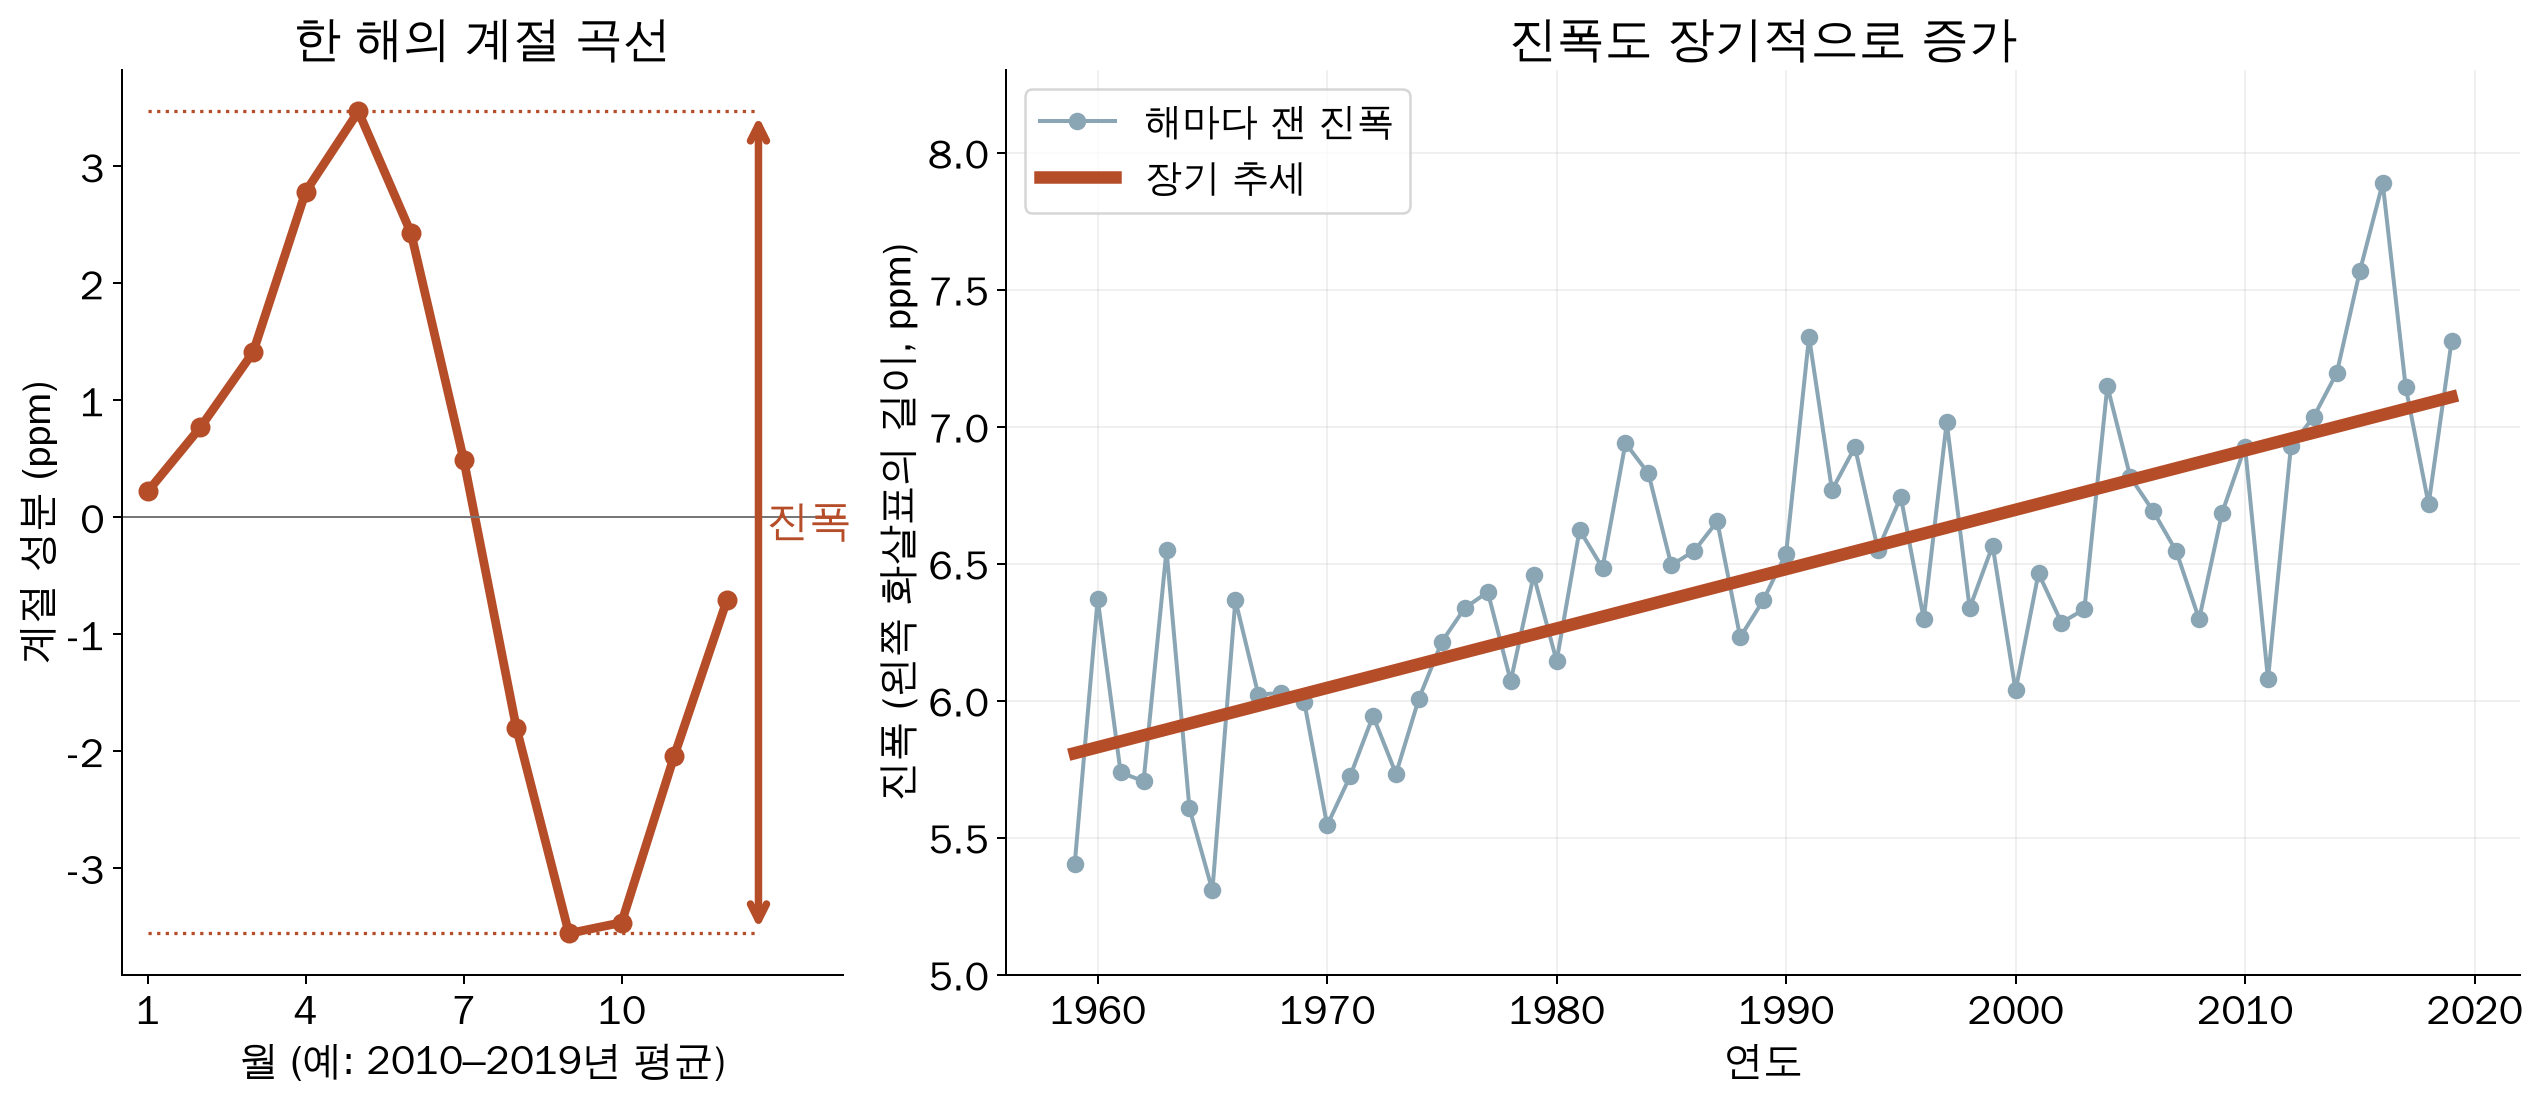 한 해의 계절 곡선
계절 성분 (ppm)
3
2
1
0
-1
-2
-3
진폭
1 4 7 10
월 (예: 2010–2019년 평균)
진폭도 장기적으로 증가
해마다 잰 진폭
장기 추세
진폭 (왼쪽 화살표의 길이, ppm)
8.0
7.5
7.0
6.5
6.0
5.5
5.0
1960 1970 1980 1990 2000 2010 2020
연도